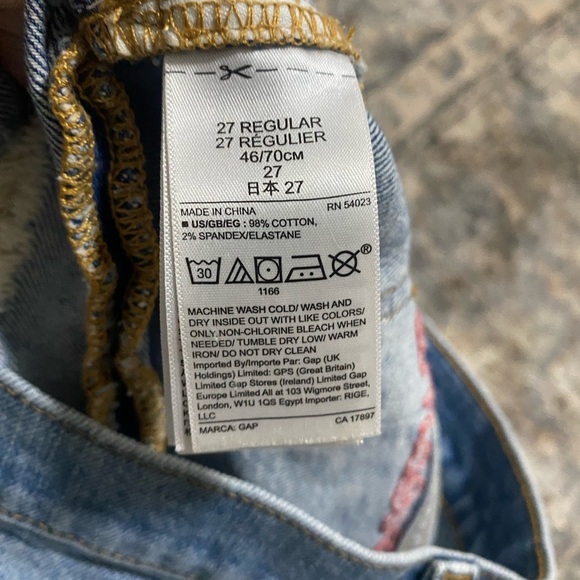 27 REGULAR
27 RÉGULIER
46/70CM
27
日本 27
MADE IN CHINA RN 54023
US/GB/EG : 98% COTTON,
2% SPANDEX/ELASTANE
30 ®
1166
MACHINE WASH COLD/ WASH AND
DRY INSIDE OUT WITH LIKE COLORS/
ONLY.NON-CHLORINE BLEACH WHEN
NEEDED/ TUMBLE DRY LOW/ WARM
IRON/ DO NOT DRY CLEAN
Imported By/Importe Par: Gap (UK
Holdings) Limited: GPS (Great Britain)
Limited Gap Stores (Ireland) Limited Gap
Europe Limited All at 103 Wigmore Street,
London, W1U 1QS Egypt Importer: RIGE,
LLC
MARCA: GAP CA 17897